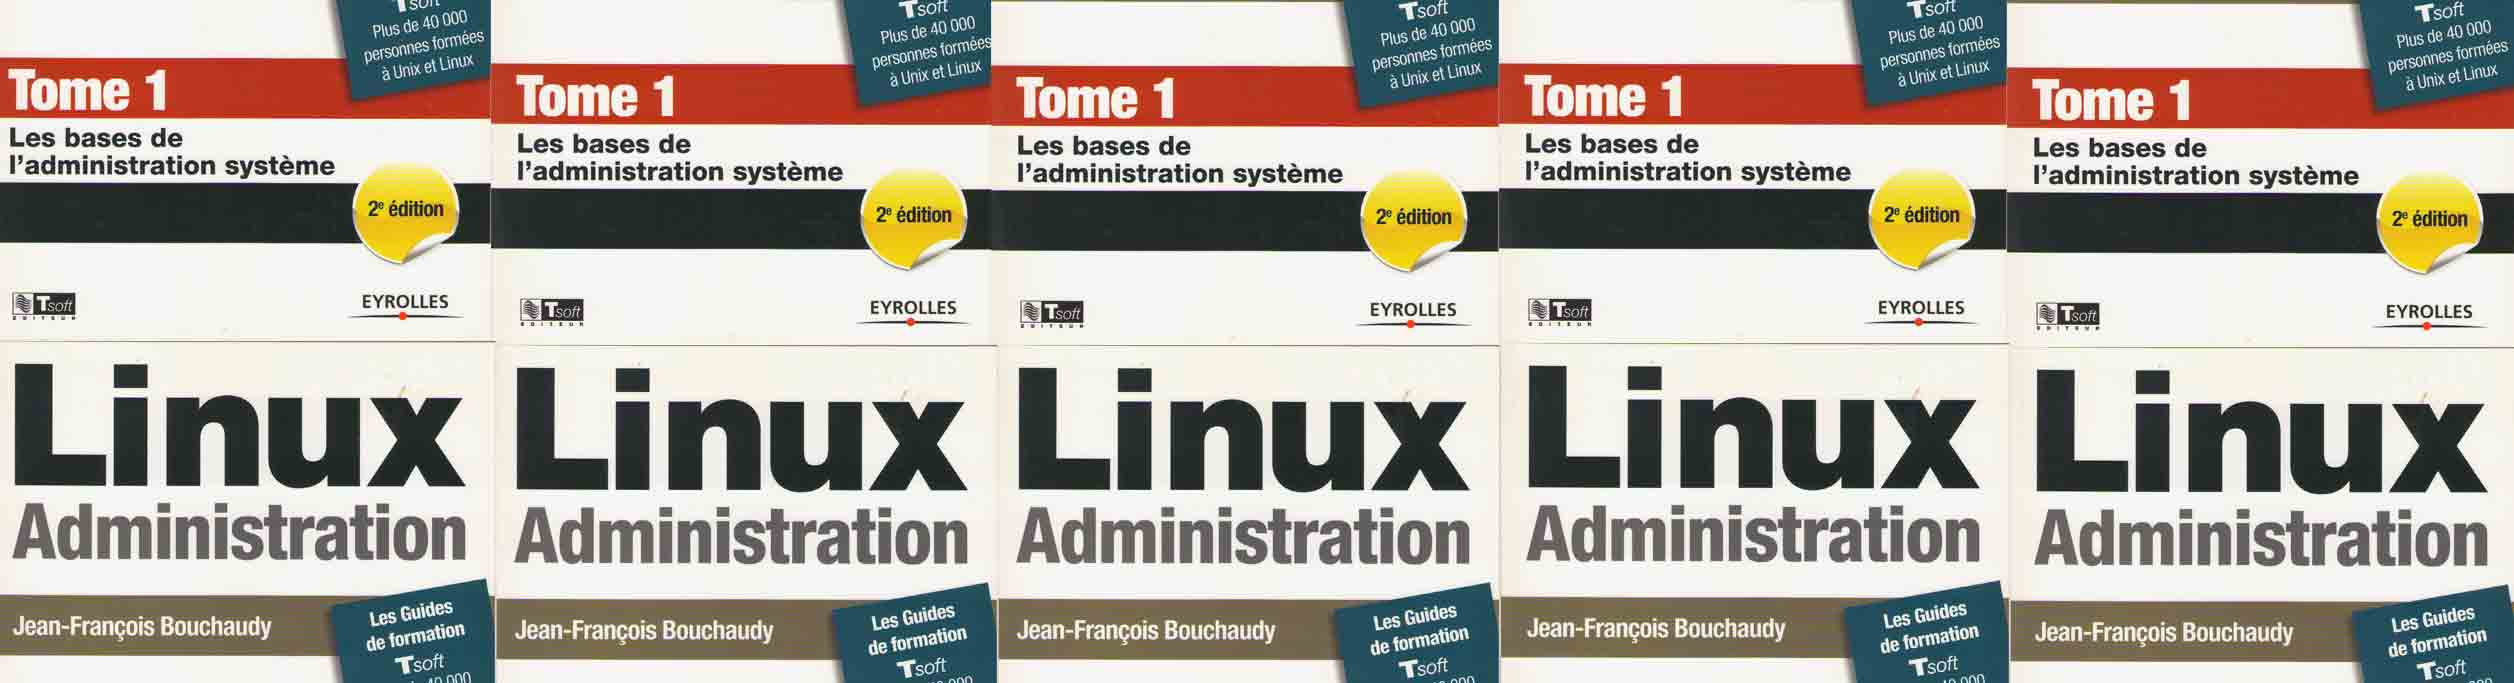 Tsoft
Plus de 40 000
personnes formées
à Unix et Linux
Tome 1
Les bases de
l'administration système
2e édition
Tsoft
EDITEUR
EYROLLES
Tsoft
Plus de 40 000
personnes formées
à Unix et Linux
Tome 1
Les bases de
l'administration système
2e édition
Tsoft
EDITEUR
EYROLLES
Tsoft
Plus de 40 000
personnes formées
à Unix et Linux
Tome 1
Les bases de
l'administration système
2e édition
Tsoft
EDITEUR
EYROLLES
Tsoft
Plus de 40 000
personnes formées
à Unix et Linux
Tome 1
Les bases de
l'administration système
2e édition
Tsoft
EDITEUR
EYROLLES
Tsoft
Plus de 40 000
personnes formées
à Unix et Linux
Tome 1
Les bases de
l'administration système
2e édition
Tsoft
EDITEUR
EYROLLES
Linux
Administration
Jean-François Bouchaudy
Les Guides
de formation
Tsoft
Linux
Administration
Jean-François Bouchaudy
Les Guides
de formation
Tsoft
Linux
Administration
Jean-François Bouchaudy
Les Guides
de formation
Tsoft
Linux
Administration
Jean-François Bouchaudy
Les Guides
de formation
Tsoft
Linux
Administration
Jean-François Bouchaudy
Les Guides
de formation
Tsoft